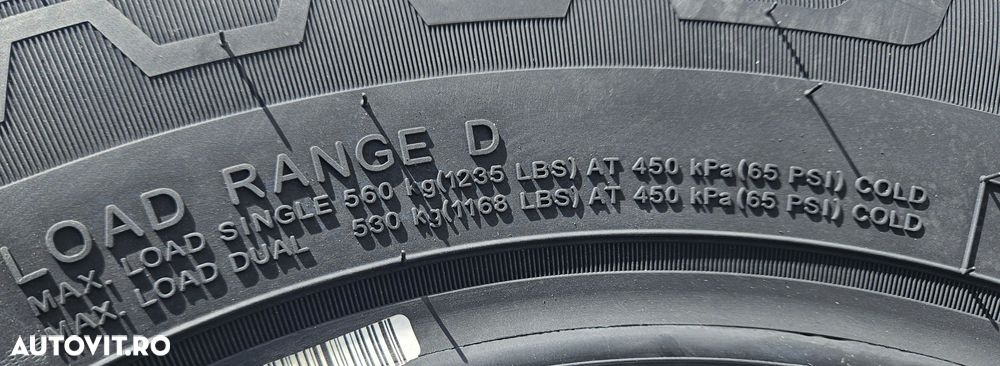 LOAD RANGE D
MAX. LOAD SINGLE 560 kg(1235 LBS) AT 450 kPa(65 PSI) COLD
MAX. LOAD DUAL 530 Kg(1168 LBS) AT 450 kPa(65 PSI) COLD
AUTOVIT.RO